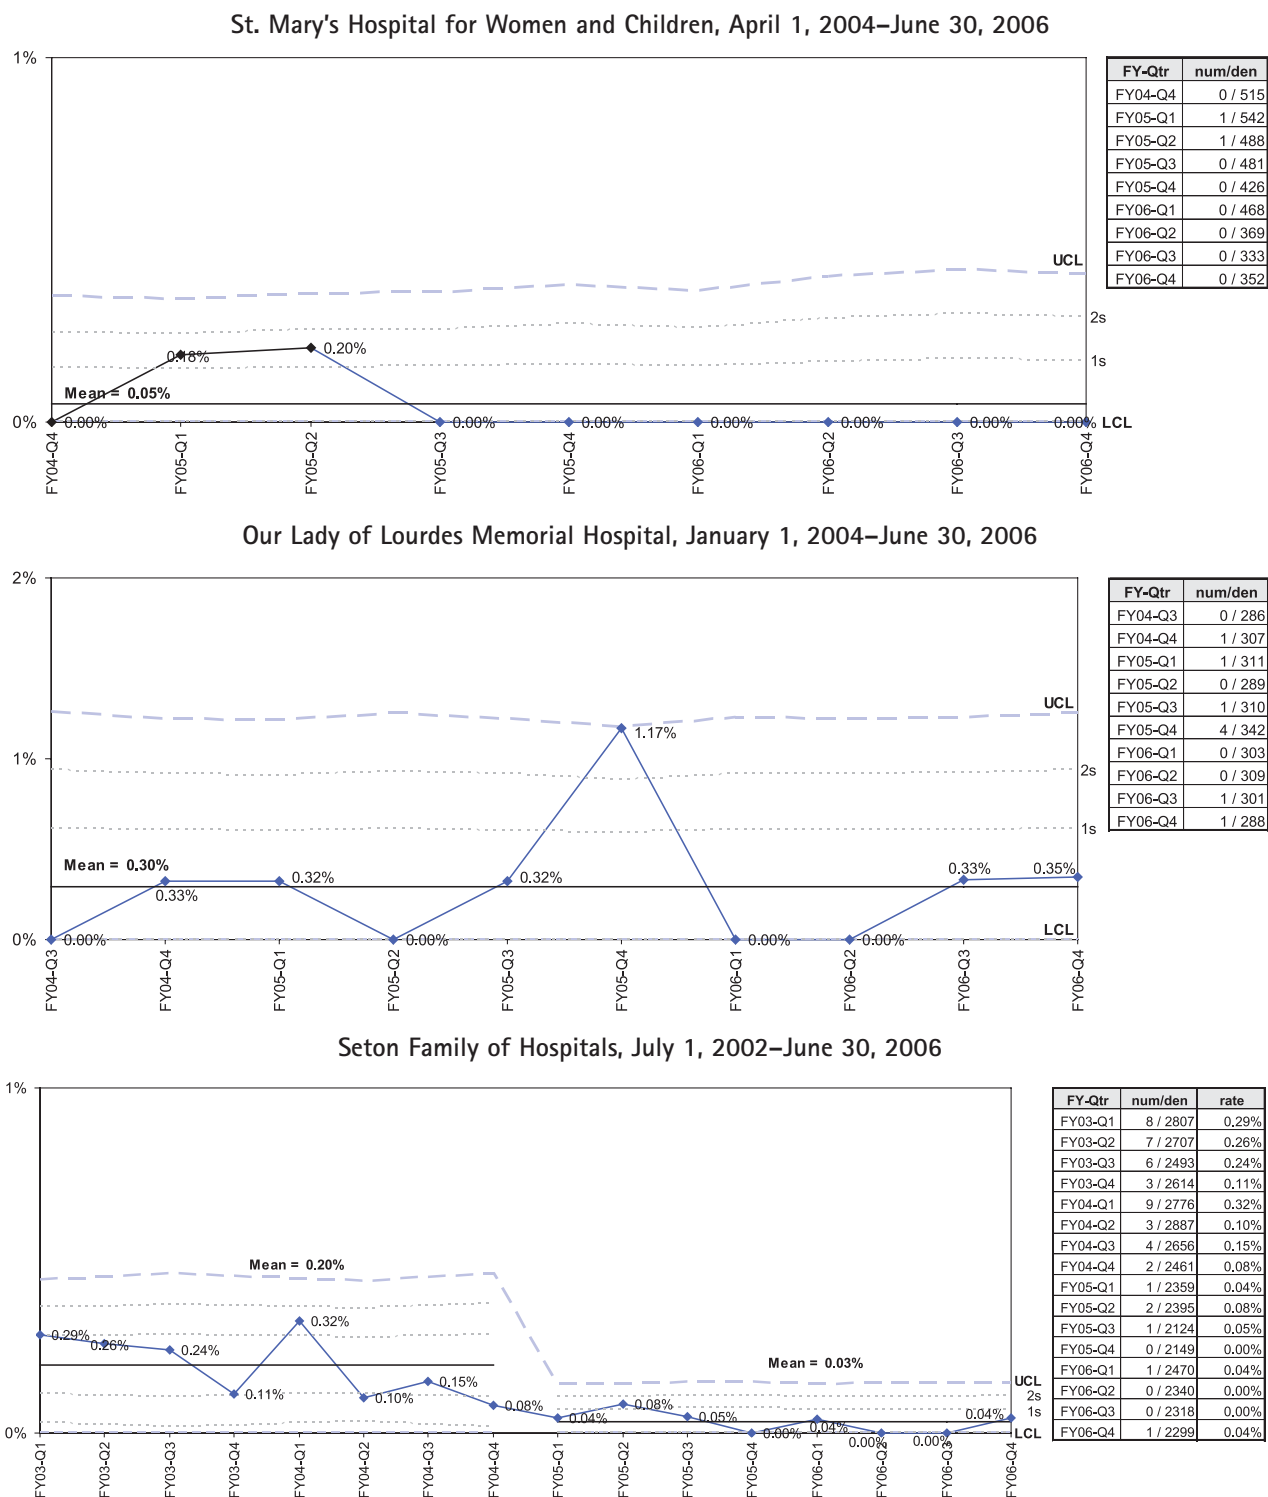 St. Mary's Hospital for Women and Children, April 1, 2004–June 30, 2006
1%
UCL
2s
1s
0.18%
0.20%
Mean = 0.05%
0%
0.00%
0.00%
0.00%
0.00%
0.00%
0.00%
0.00%
LCL
FY04-Q4
FY05-Q1
FY05-Q2
FY05-Q3
FY05-Q4
FY06-Q1
FY06-Q2
FY06-Q3
FY06-Q4
FY-Qtr num/den
FY04-Q4 0 / 515
FY05-Q1 1 / 542
FY05-Q2 1 / 488
FY05-Q3 0 / 481
FY05-Q4 0 / 426
FY06-Q1 0 / 468
FY06-Q2 0 / 369
FY06-Q3 0 / 333
FY06-Q4 0 / 352
Our Lady of Lourdes Memorial Hospital, January 1, 2004–June 30, 2006
2%
UCL
1.17%
1%
2s
1s
Mean = 0.30%
0.33%
0.32%
0.32%
0.33%
0.35%
0%
0.00%
0.00%
0.00%
0.00%
LCL
FY04-Q3
FY04-Q4
FY05-Q1
FY05-Q2
FY05-Q3
FY05-Q4
FY06-Q1
FY06-Q2
FY06-Q3
FY06-Q4
FY-Qtr num/den
FY04-Q3 0 / 286
FY04-Q4 1 / 307
FY05-Q1 1 / 311
FY05-Q2 0 / 289
FY05-Q3 1 / 310
FY05-Q4 4 / 342
FY06-Q1 0 / 303
FY06-Q2 0 / 309
FY06-Q3 1 / 301
FY06-Q4 1 / 288
Seton Family of Hospitals, July 1, 2002–June 30, 2006
1%
Mean = 0.20%
0.29%
0.26%
0.24%
0.11%
0.32%
0.10%
0.15%
0.08%
Mean = 0.03%
0.04%
0.08%
0.05%
0.00%
0.04%
0.00%
0.00%
0.04%
UCL
2s
1s
LCL
0%
FY03-Q1
FY03-Q2
FY03-Q3
FY03-Q4
FY04-Q1
FY04-Q2
FY04-Q3
FY04-Q4
FY05-Q1
FY05-Q2
FY05-Q3
FY05-Q4
FY06-Q1
FY06-Q2
FY06-Q3
FY06-Q4
FY-Qtr num/den rate
FY03-Q1 8 / 2807 0.29%
FY03-Q2 7 / 2707 0.26%
FY03-Q3 6 / 2493 0.24%
FY03-Q4 3 / 2614 0.11%
FY04-Q1 9 / 2776 0.32%
FY04-Q2 3 / 2887 0.10%
FY04-Q3 4 / 2656 0.15%
FY04-Q4 2 / 2461 0.08%
FY05-Q1 1 / 2359 0.04%
FY05-Q2 2 / 2395 0.08%
FY05-Q3 1 / 2124 0.05%
FY05-Q4 0 / 2149 0.00%
FY06-Q1 1 / 2470 0.04%
FY06-Q2 0 / 2340 0.00%
FY06-Q3 0 / 2318 0.00%
FY06-Q4 1 / 2299 0.04%